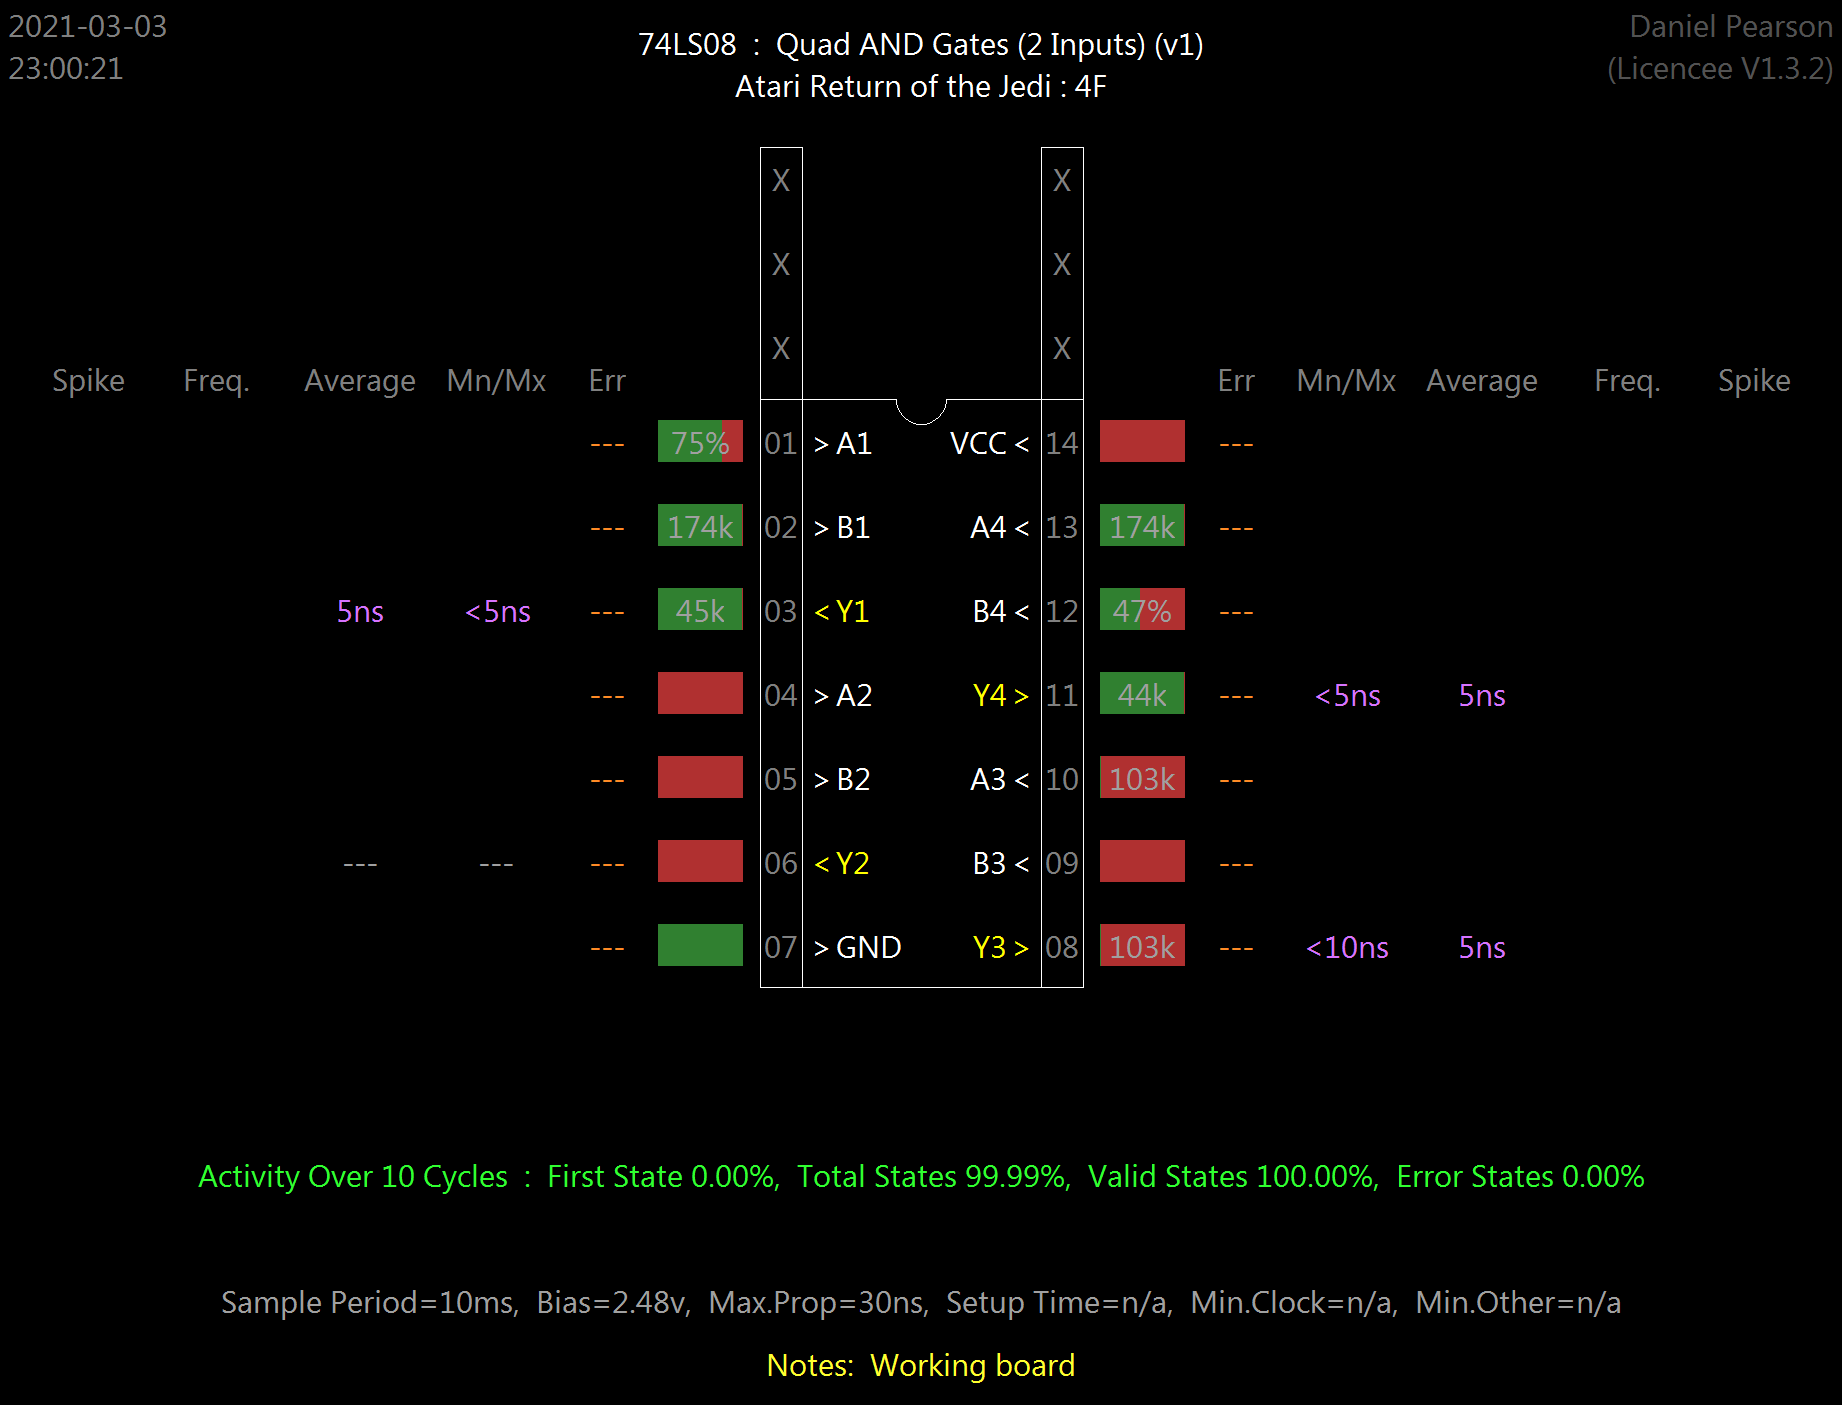 2021-03-03
23:00:21
74LS08 : Quad AND Gates (2 Inputs) (v1)
Atari Return of the Jedi : 4F
Daniel Pearson
(Licencee V1.3.2)
X X
X X
X X
Spike Freq. Average Mn/Mx Err Err Mn/Mx Average Freq. Spike
--- 75% 01 > A1 VCC < 14 ---
--- 174k 02 > B1 A4 < 13 174k ---
5ns <5ns --- 45k 03 < Y1 B4 < 12 47% ---
--- 04 > A2 Y4 > 11 44k --- <5ns 5ns
--- 05 > B2 A3 < 10 103k ---
--- --- --- 06 < Y2 B3 < 09 ---
--- 07 > GND Y3 > 08 103k --- <10ns 5ns
Activity Over 10 Cycles : First State 0.00%, Total States 99.99%, Valid States 100.00%, Error States 0.00%
Sample Period=10ms, Bias=2.48v, Max.Prop=30ns, Setup Time=n/a, Min.Clock=n/a, Min.Other=n/a
Notes: Working board